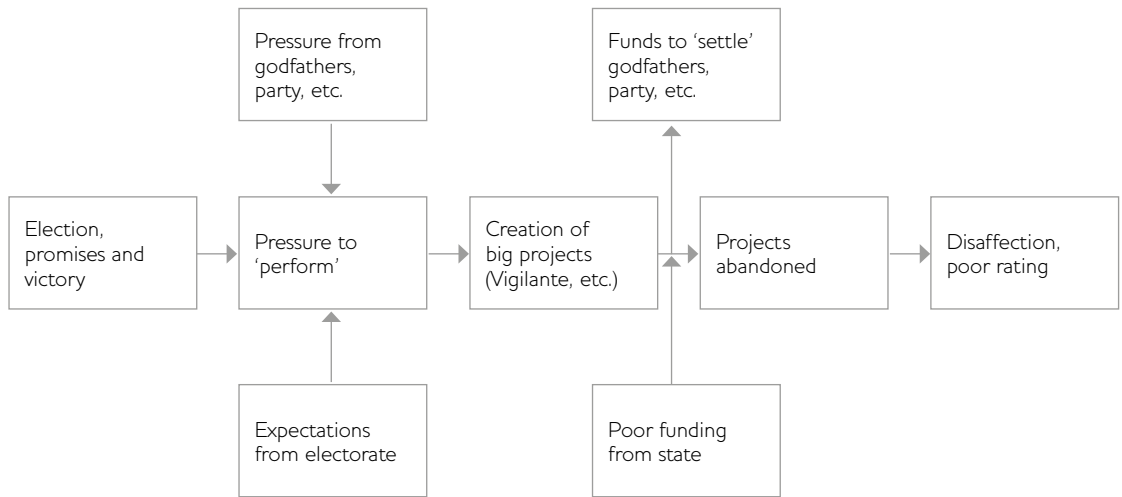 Pressure from
godfathers,
party, etc.
Funds to ‘settle’
godfathers,
party, etc.
Election,
promises and
victory
Pressure to
‘perform’
Creation of
big projects
(Vigilante, etc.)
Projects
abandoned
Disaffection,
poor rating
Expectations
from electorate
Poor funding
from state